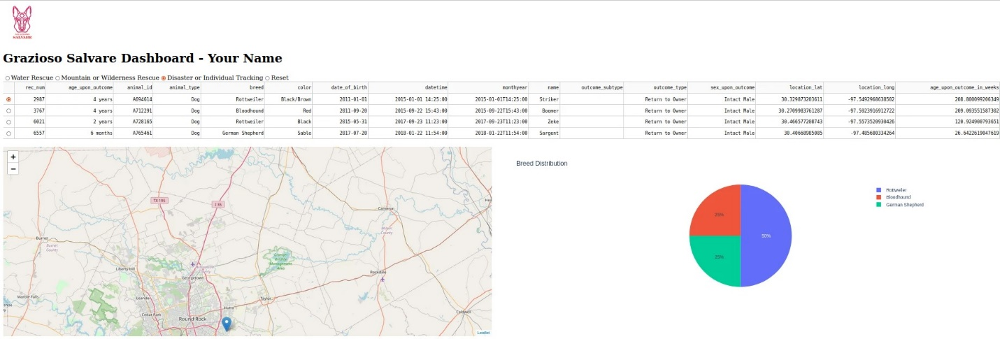 SALVARE
Grazioso Salvare Dashboard - Your Name
Water Rescue Mountain or Wilderness Rescue Disaster or Individual Tracking Reset
rec_num age_upon_outcome animal_id animal_type breed color date_of_birth datetime monthyear name outcome_subtype outcome_type sex_upon_outcome location_lat location_long age_upon_outcome_in_weeks
2987 4 years A694614 Dog Rottweiler Black/Brown 2011-01-01 2015-01-01 14:25:00 2015-01-01T14:25:00 Striker Return to Owner Intact Male 30.329873203611 -97.5492968638502 208.800099206349
3767 4 years A712291 Dog Bloodhound Red 2011-09-20 2015-09-22 15:43:00 2015-09-22T15:43:00 Boomer Return to Owner Intact Male 30.2709983761287 -97.5923916912722 209.093551587302
6021 2 years A728165 Dog Rottweiler Black 2015-05-31 2017-09-23 11:23:00 2017-09-23T11:23:00 Zeke Return to Owner Intact Male 30.466577208743 -97.5573520930426 120.924900793651
6557 6 months A765461 Dog German Shepherd Sable 2017-07-20 2018-01-22 11:54:00 2018-01-22T11:54:00 Sargent Return to Owner Intact Male 30.40660985085 -97.485680334264 26.6422619047619
+
−
TX 195
I 35
Cameron
Milam
County
Burnet
Burnet
County
Granger
Wildlife
Management
Area
Liberty Hill
Williamson
County
Georgetown
Rockdale
Marble Falls
Leander
Taylor
Hutto
Cedar Park
Caldwell
Round Rock
Leaflet
Breed Distribution
25%
50%
25%
Rottweiler
Bloodhound
German Shepherd